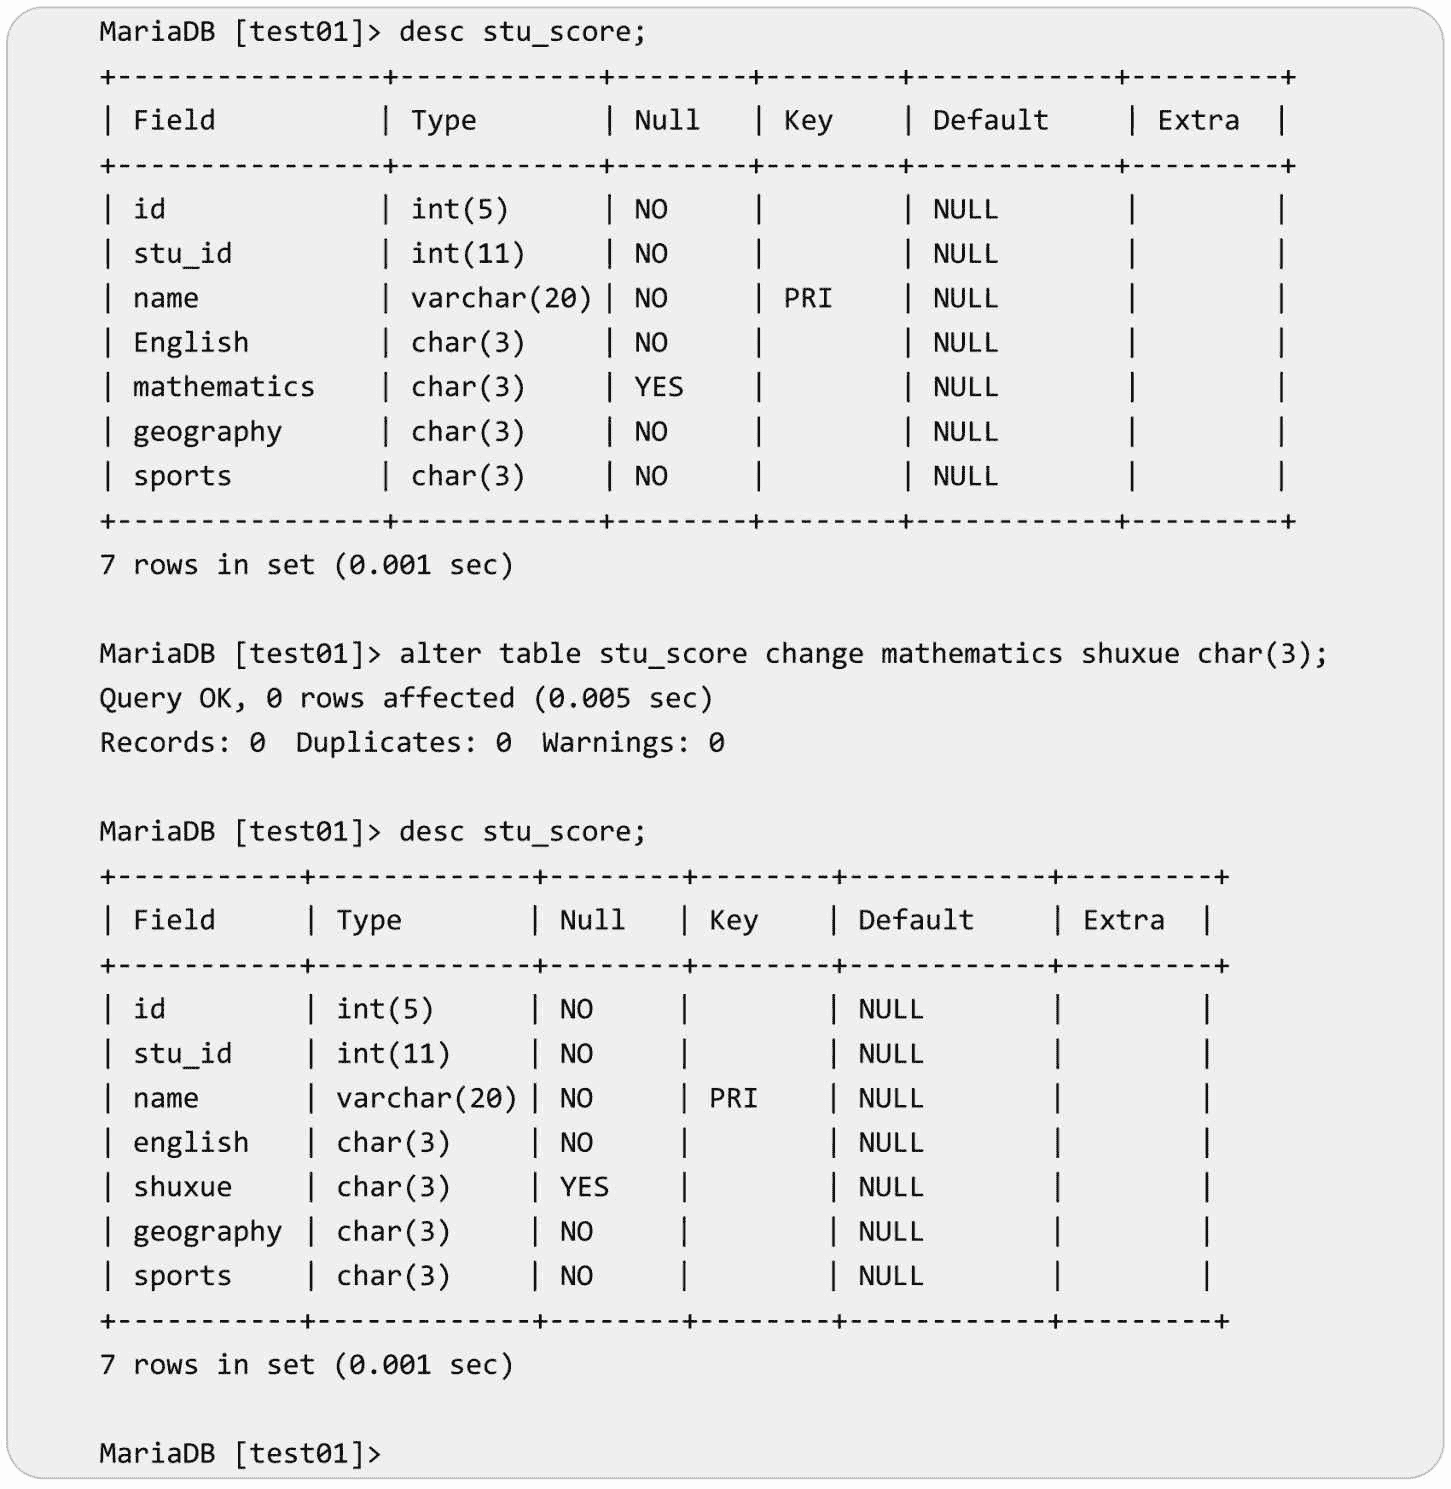 MariaDB [test01]> desc stu_score;
+----------------+------------+--------+--------+------------+---------+
| Field | Type | Null | Key | Default | Extra |
+----------------+------------+--------+--------+------------+---------+
| id | int(5) | NO | | NULL | |
| stu_id | int(11) | NO | | NULL | |
| name | varchar(20) | NO | PRI | NULL | |
| English | char(3) | NO | | NULL | |
| mathematics | char(3) | YES | | NULL | |
| geography | char(3) | NO | | NULL | |
| sports | char(3) | NO | | NULL | |
+----------------+------------+--------+--------+------------+---------+
7 rows in set (0.001 sec)
MariaDB [test01]> alter table stu_score change mathematics shuxue char(3);
Query OK, 0 rows affected (0.005 sec)
Records: 0 Duplicates: 0 Warnings: 0
MariaDB [test01]> desc stu_score;
+-----------+-------------+--------+--------+------------+---------+
| Field | Type | Null | Key | Default | Extra |
+-----------+-------------+--------+--------+------------+---------+
| id | int(5) | NO | | NULL | |
| stu_id | int(11) | NO | | NULL | |
| name | varchar(20) | NO | PRI | NULL | |
| english | char(3) | NO | | NULL | |
| shuxue | char(3) | YES | | NULL | |
| geography | char(3) | NO | | NULL | |
| sports | char(3) | NO | | NULL | |
+-----------+-------------+--------+--------+------------+---------+
7 rows in set (0.001 sec)
MariaDB [test01]>